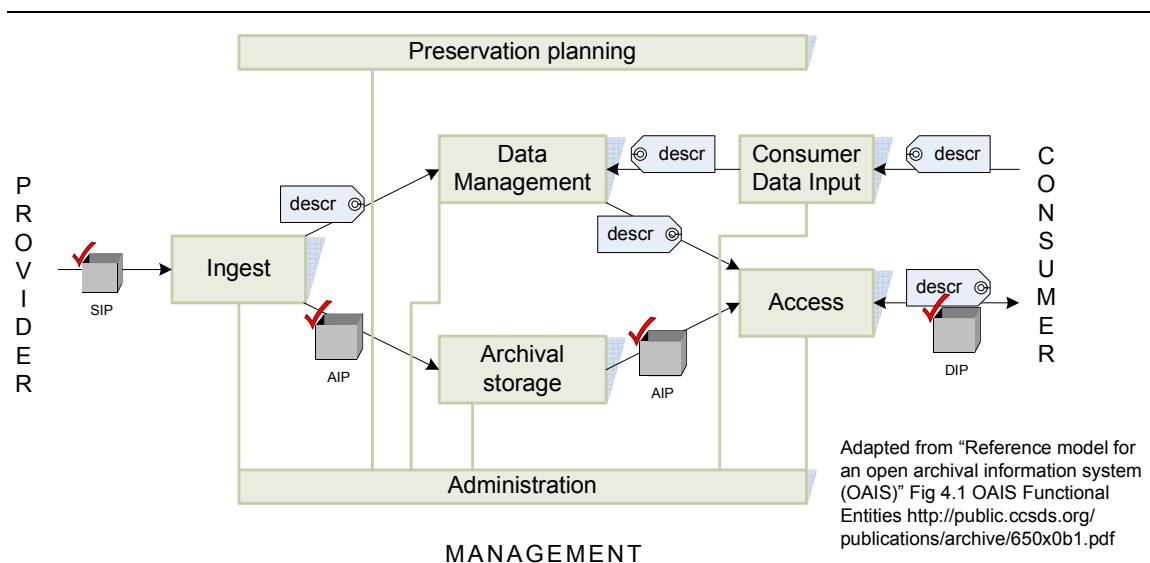 Preservation planning
Data
Management
descr
Consumer
Data Input
descr
PROVIDER
CONSUMER
descr
descr
Ingest
SIP
descr
Access
AIP
Archival
storage
AIP
DIP
Administration
Adapted from “Reference model for
an open archival information system
(OAIS)” Fig 4.1 OAIS Functional
Entities http://public.ccsds.org/
publications/archive/650x0b1.pdf
MANAGEMENT